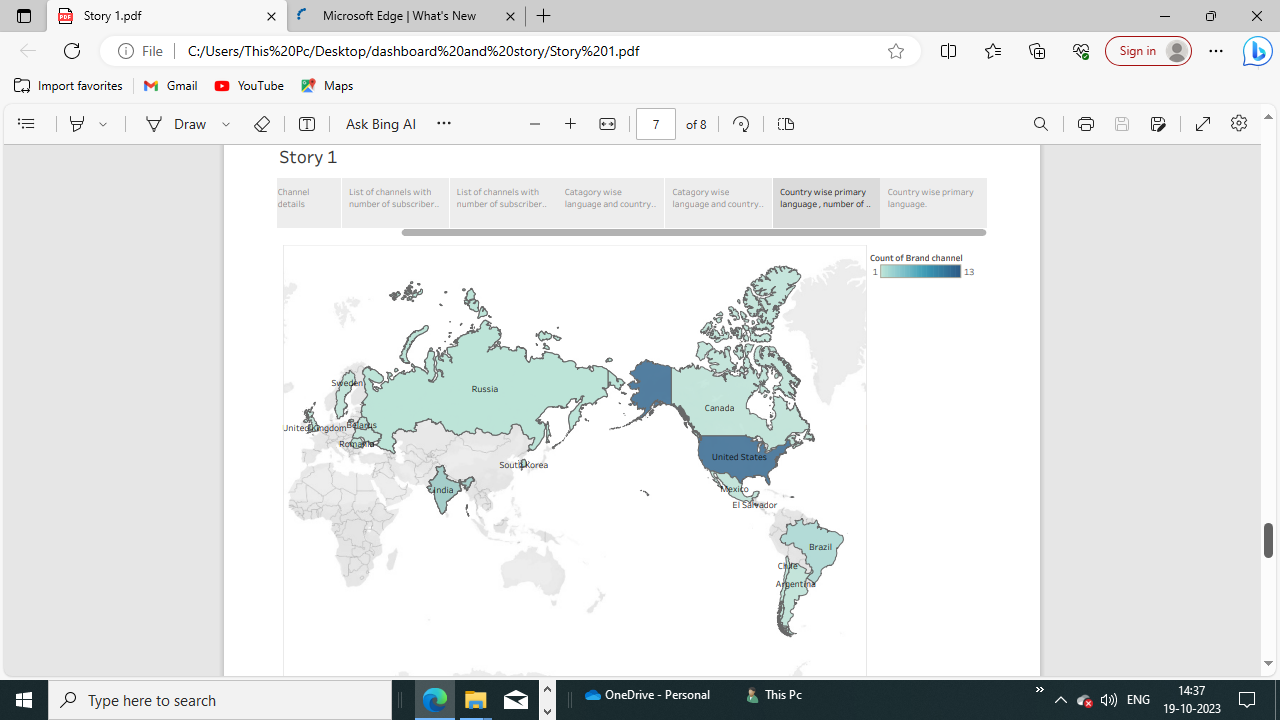 Story 1.pdf
Microsoft Edge | What's New
File
C:/Users/This%20Pc/Desktop/dashboard%20and%20story/Story%201.pdf
Sign in
Import favorites
Gmail
YouTube
Maps
Draw
Ask Bing AI
7
of 8
Story 1
Channel
details
List of channels with
number of subscriber..
List of channels with
number of subscriber..
Catagory wise
language and country..
Catagory wise
language and country..
Country wise primary
language , number of ..
Country wise primary
language.
Count of Brand channel
1
13
Sweden
Russia
Canada
United Kingdom
Belarus
Romania
South Korea
United States
India
Mexico
El Salvador
Brazil
Chile
Argentina
Type here to search
OneDrive - Personal
This Pc
ENG
14:37
19-10-2023